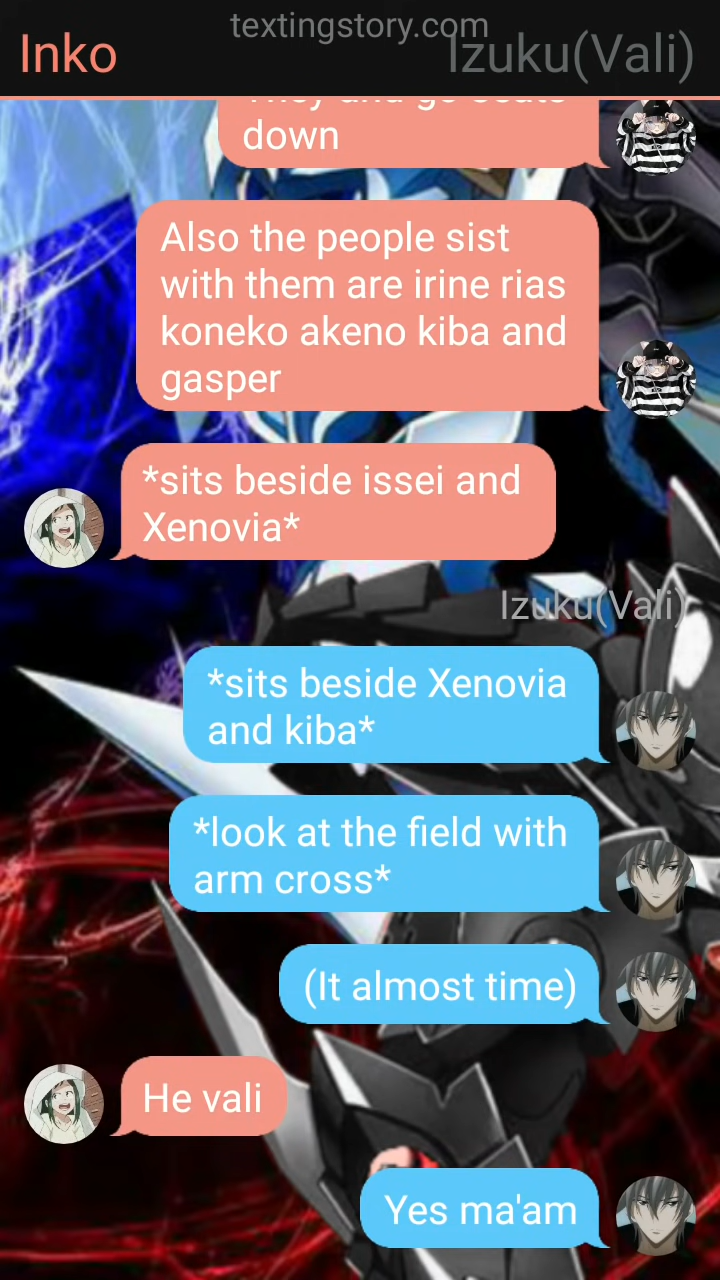 textingstory.com
Inko
Izuku(Vali)
down
Also the people sist
with them are irine rias
koneko akeno kiba and
gasper
*sits beside issei and
Xenovia*
Izuku(Vali)
*sits beside Xenovia
and kiba*
*look at the field with
arm cross*
(It almost time)
He vali
Yes ma'am